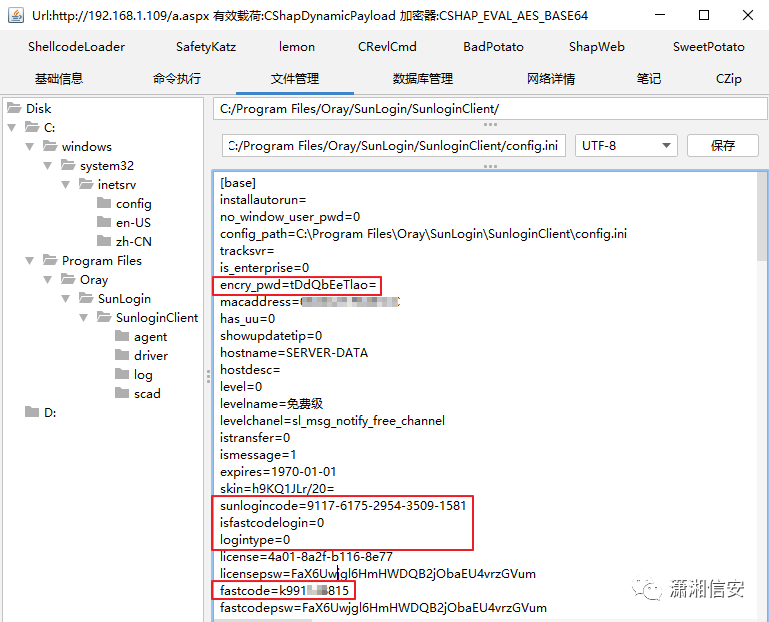 Url:http://192.168.1.109/a.aspx 有效载荷:CShapDynamicPayload 加密器:CSHAP_EVAL_AES_BASE64
ShellcodeLoader SafetyKatz lemon CRevlCmd BadPotato ShapWeb SweetPotato
基础信息 命令执行 文件管理 数据库管理 网络详情 笔记 CZip
Disk
C:
windows
system32
inetsrv
config
en-US
zh-CN
Program Files
Oray
SunLogin
SunloginClient
agent
driver
log
scad
D:
C:/Program Files/Oray/SunLogin/SunloginClient/
C:/Program Files/Oray/SunLogin/SunloginClient/config.ini UTF-8 保存
[base]
installautorun=
no_window_user_pwd=0
config_path=C:\Program Files\Oray\SunLogin\SunloginClient\config.ini
tracksvr=
is_enterprise=0
encry_pwd=tDdQbEeTlao=
macaddress=
has_uu=0
showupdatetip=0
hostname=SERVER-DATA
hostdesc=
level=0
levelname=免费级
levelchanel=sl_msg_notify_free_channel
istransfer=0
ismessage=1
expires=1970-01-01
skin=h9KQ1JLr/20=
sunlogincode=9117-6175-2954-3509-1581
isfastcodelogin=0
logintype=0
license=4a01-8a2f-b116-8e77
licensepsw=FaX6Uwjgl6HmHWDQB2jObaEU4vrzGVum
fastcode=k991 815
fastcodepsw=FaX6Uwjgl6HmHWDQB2jObaEU4vrzGVum
潇湘信安